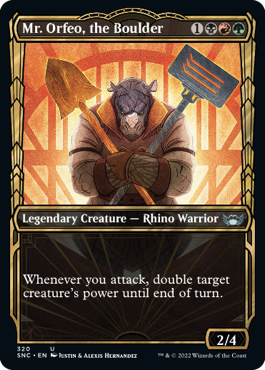 Mr. Orfeo, the Boulder 1
Legendary Creature — Rhino Warrior
Whenever you attack, double target
creature's power until end of turn.
2/4
320 U
SNC • EN Justin & Alexis Hernandez ™ & © 2022 Wizards of the Coast